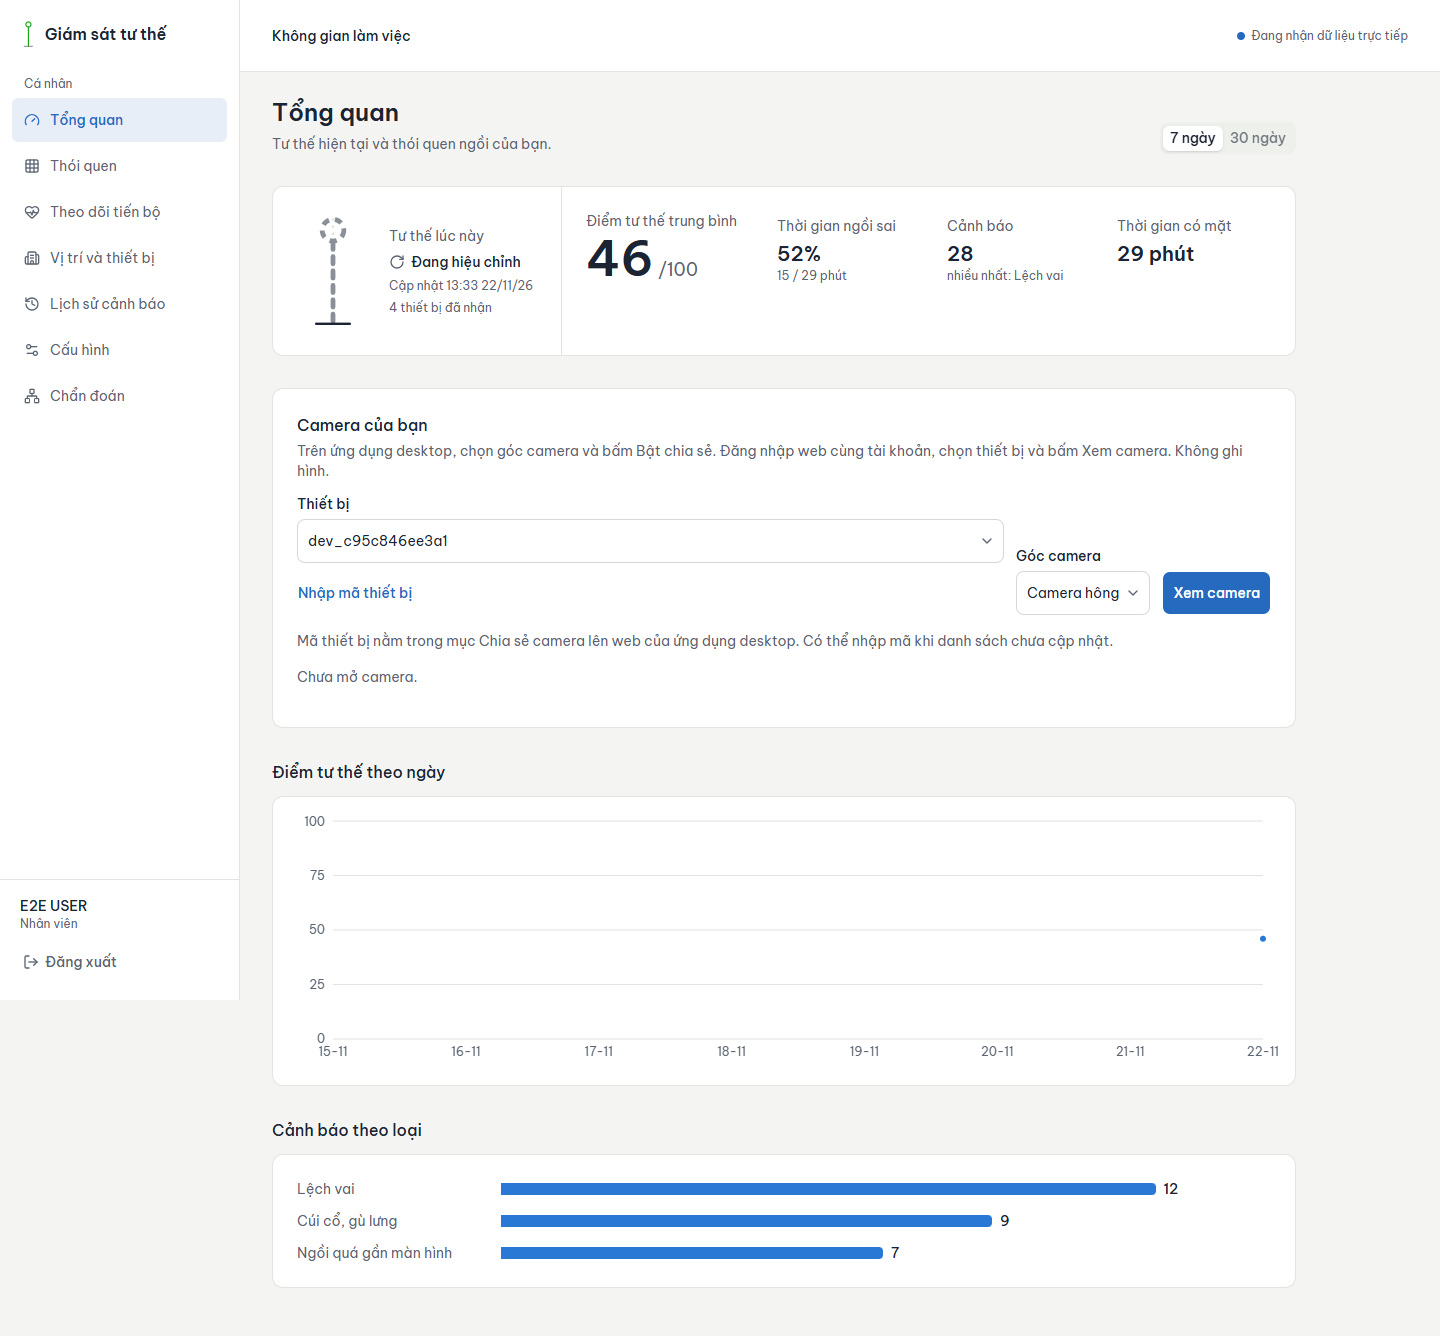 Giám sát tư thế
Cá nhân
Tổng quan
Thói quen
Theo dõi tiến bộ
Vị trí và thiết bị
Lịch sử cảnh báo
Cấu hình
Chẩn đoán
E2E USER
Nhân viên
Đăng xuất
Không gian làm việc
Đang nhận dữ liệu trực tiếp
Tổng quan
Tư thế hiện tại và thói quen ngồi của bạn.
7 ngày 30 ngày
Tư thế lúc này
Đang hiệu chỉnh
Cập nhật 13:33 22/11/26
4 thiết bị đã nhận
Điểm tư thế trung bình
46 /100
Thời gian ngồi sai
52%
15 / 29 phút
Cảnh báo
28
nhiều nhất: Lệch vai
Thời gian có mặt
29 phút
Camera của bạn
Trên ứng dụng desktop, chọn góc camera và bấm Bật chia sẻ. Đăng nhập web cùng tài khoản, chọn thiết bị và bấm Xem camera. Không ghi
hình.
Thiết bị
dev_c95c846ee3a1
Nhập mã thiết bị
Góc camera
Camera hông
Xem camera
Mã thiết bị nằm trong mục Chia sẻ camera lên web của ứng dụng desktop. Có thể nhập mã khi danh sách chưa cập nhật.
Chưa mở camera.
Điểm tư thế theo ngày
100
75
50
25
0
15-11 16-11 17-11 18-11 19-11 20-11 21-11 22-11
Cảnh báo theo loại
Lệch vai 12
Cúi cổ, gù lưng 9
Ngồi quá gần màn hình 7